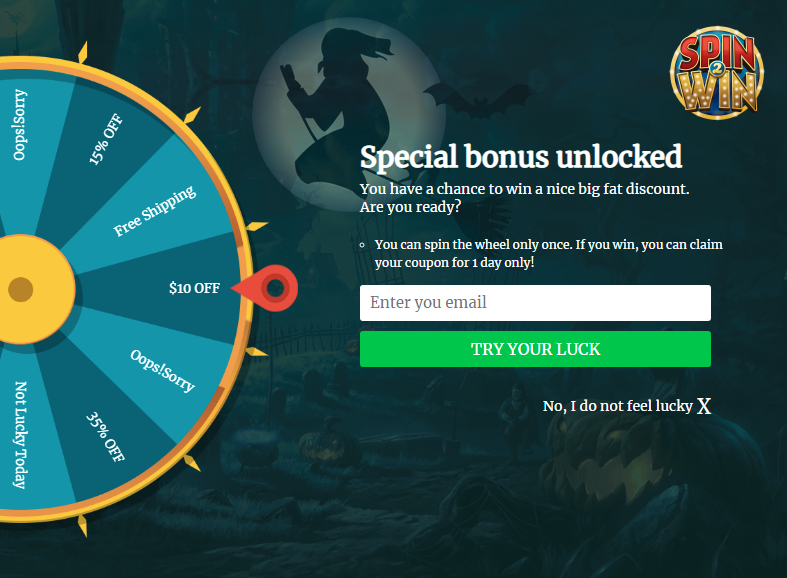 SPIN
2
WIN
Oops!Sorry
15% OFF
Free Shipping
$10 OFF
Oops!Sorry
35% OFF
Not Lucky Today
Special bonus unlocked
You have a chance to win a nice big fat discount.
Are you ready?
You can spin the wheel only once. If you win, you can claim
your coupon for 1 day only!
Enter you email
TRY YOUR LUCK
No, I do not feel lucky X